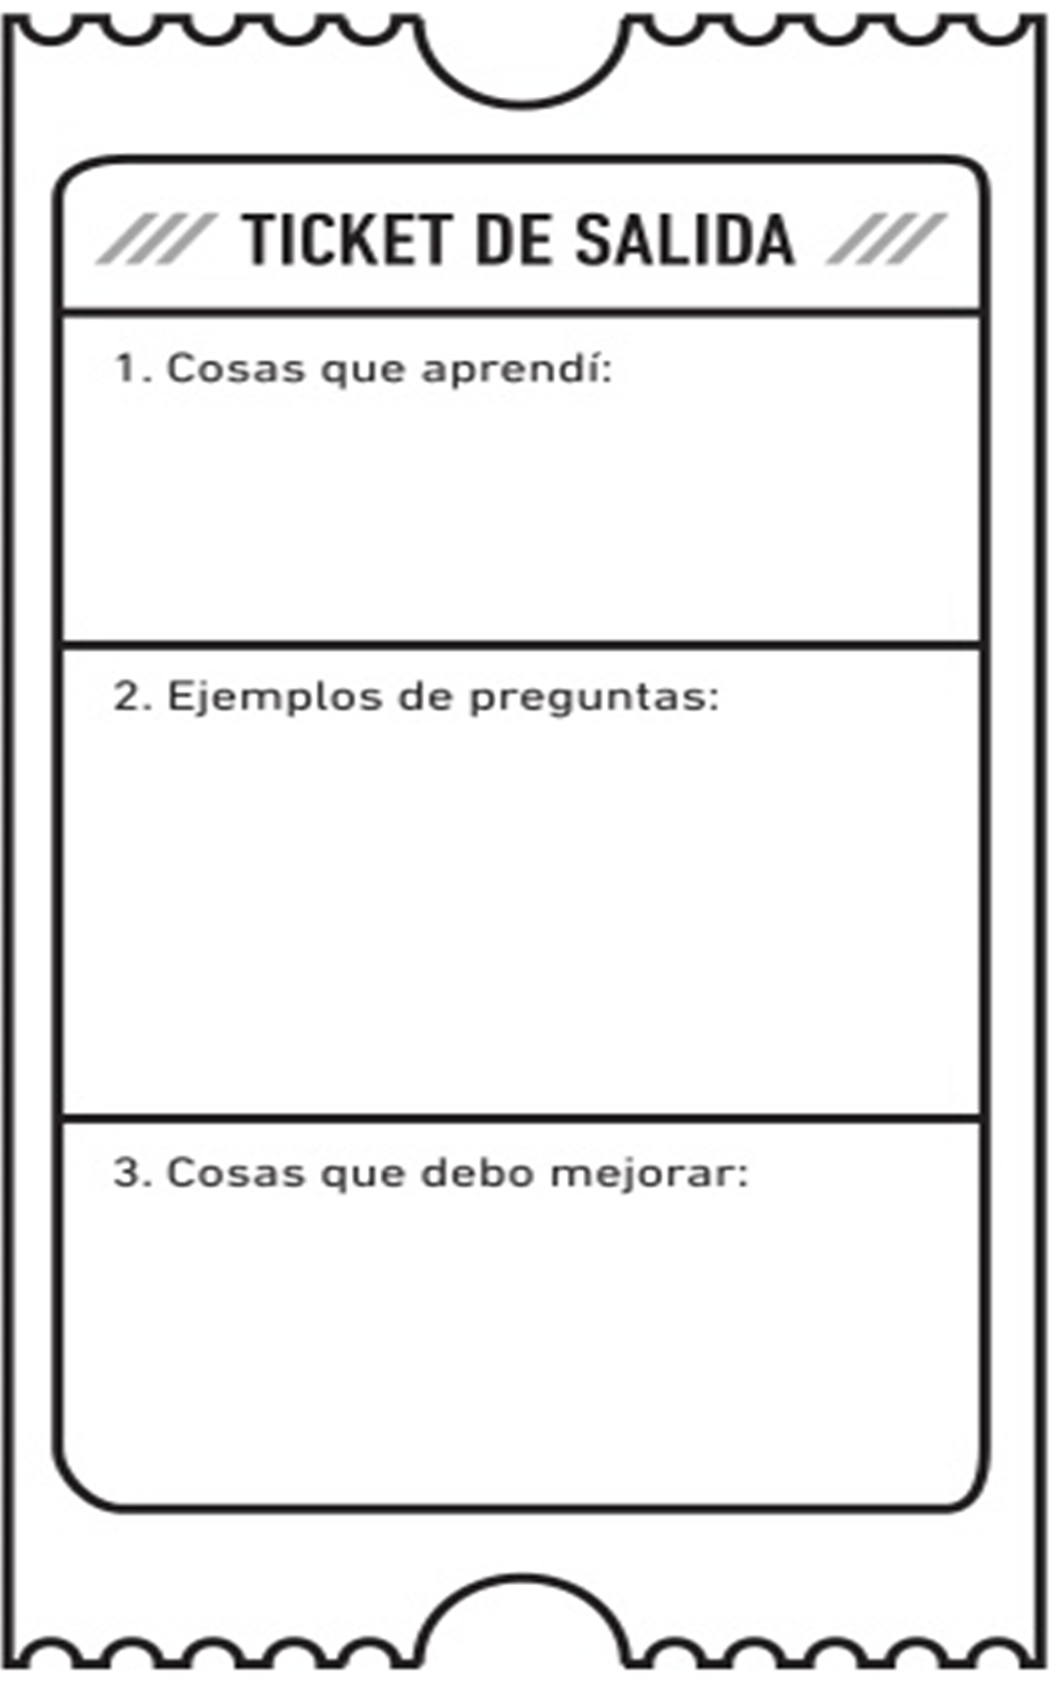 TICKET DE SALIDA
1. Cosas que aprendí:
2. Ejemplos de preguntas:
3. Cosas que debo mejorar: